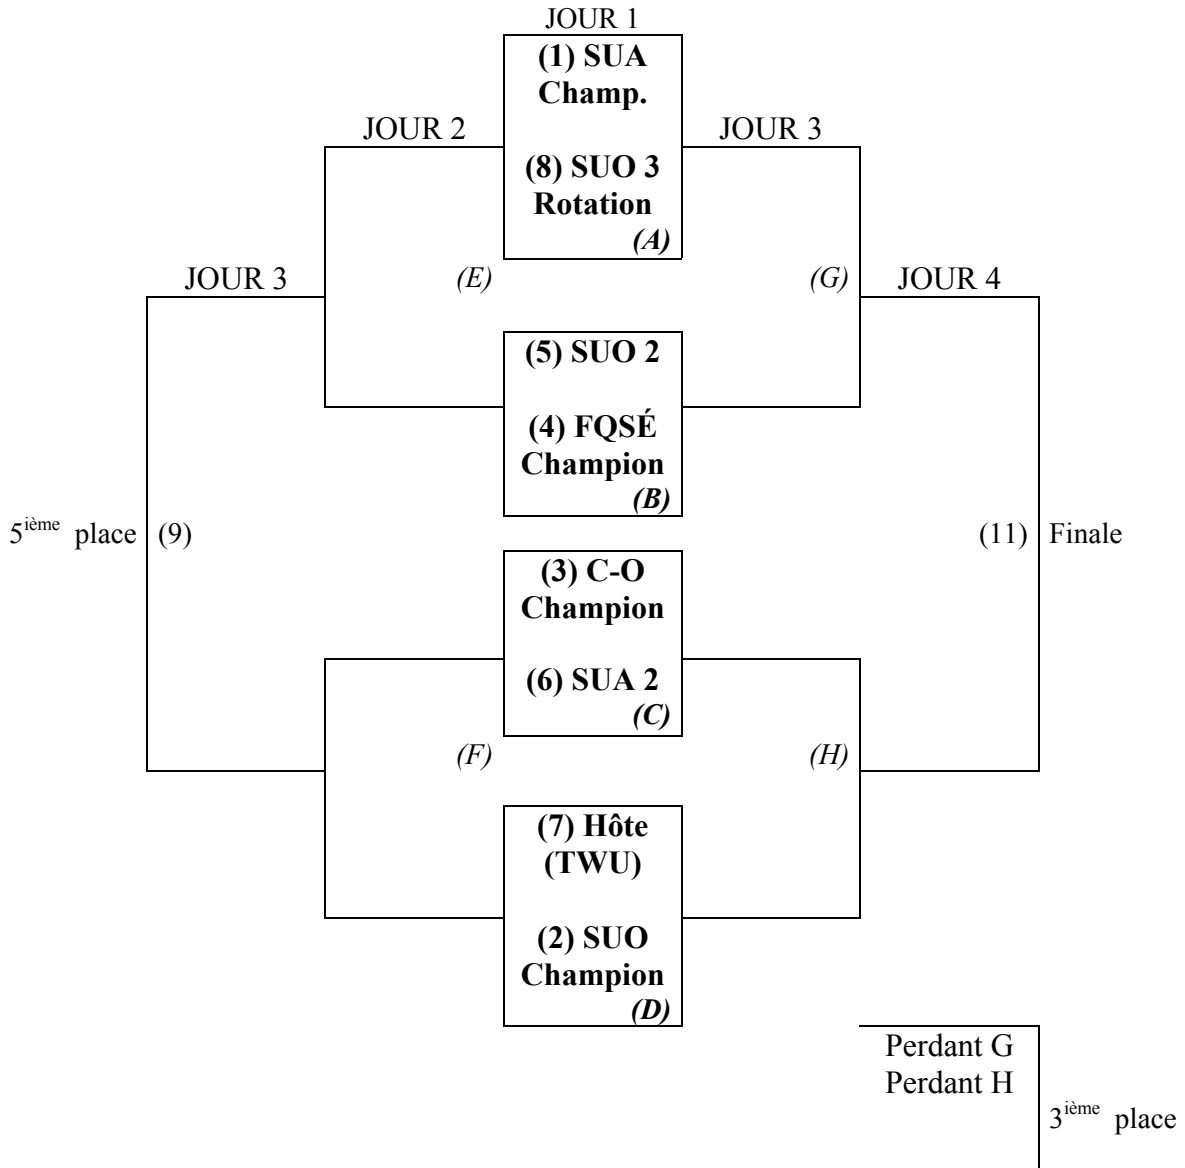 JOUR 1
(1) SUA
Champ.
JOUR 2
JOUR 3
(8) SUO 3
Rotation
(A)
JOUR 3
(E)
(G)
JOUR 4
(5) SUO 2
(4) FQSÉ
Champion
(B)
5ième place
(9)
(11)
Finale
(3) C-O
Champion
(6) SUA 2
(C)
(F)
(H)
(7) Hôte
(TWU)
(2) SUO
Champion
(D)
Perdant G
Perdant H
3ième place